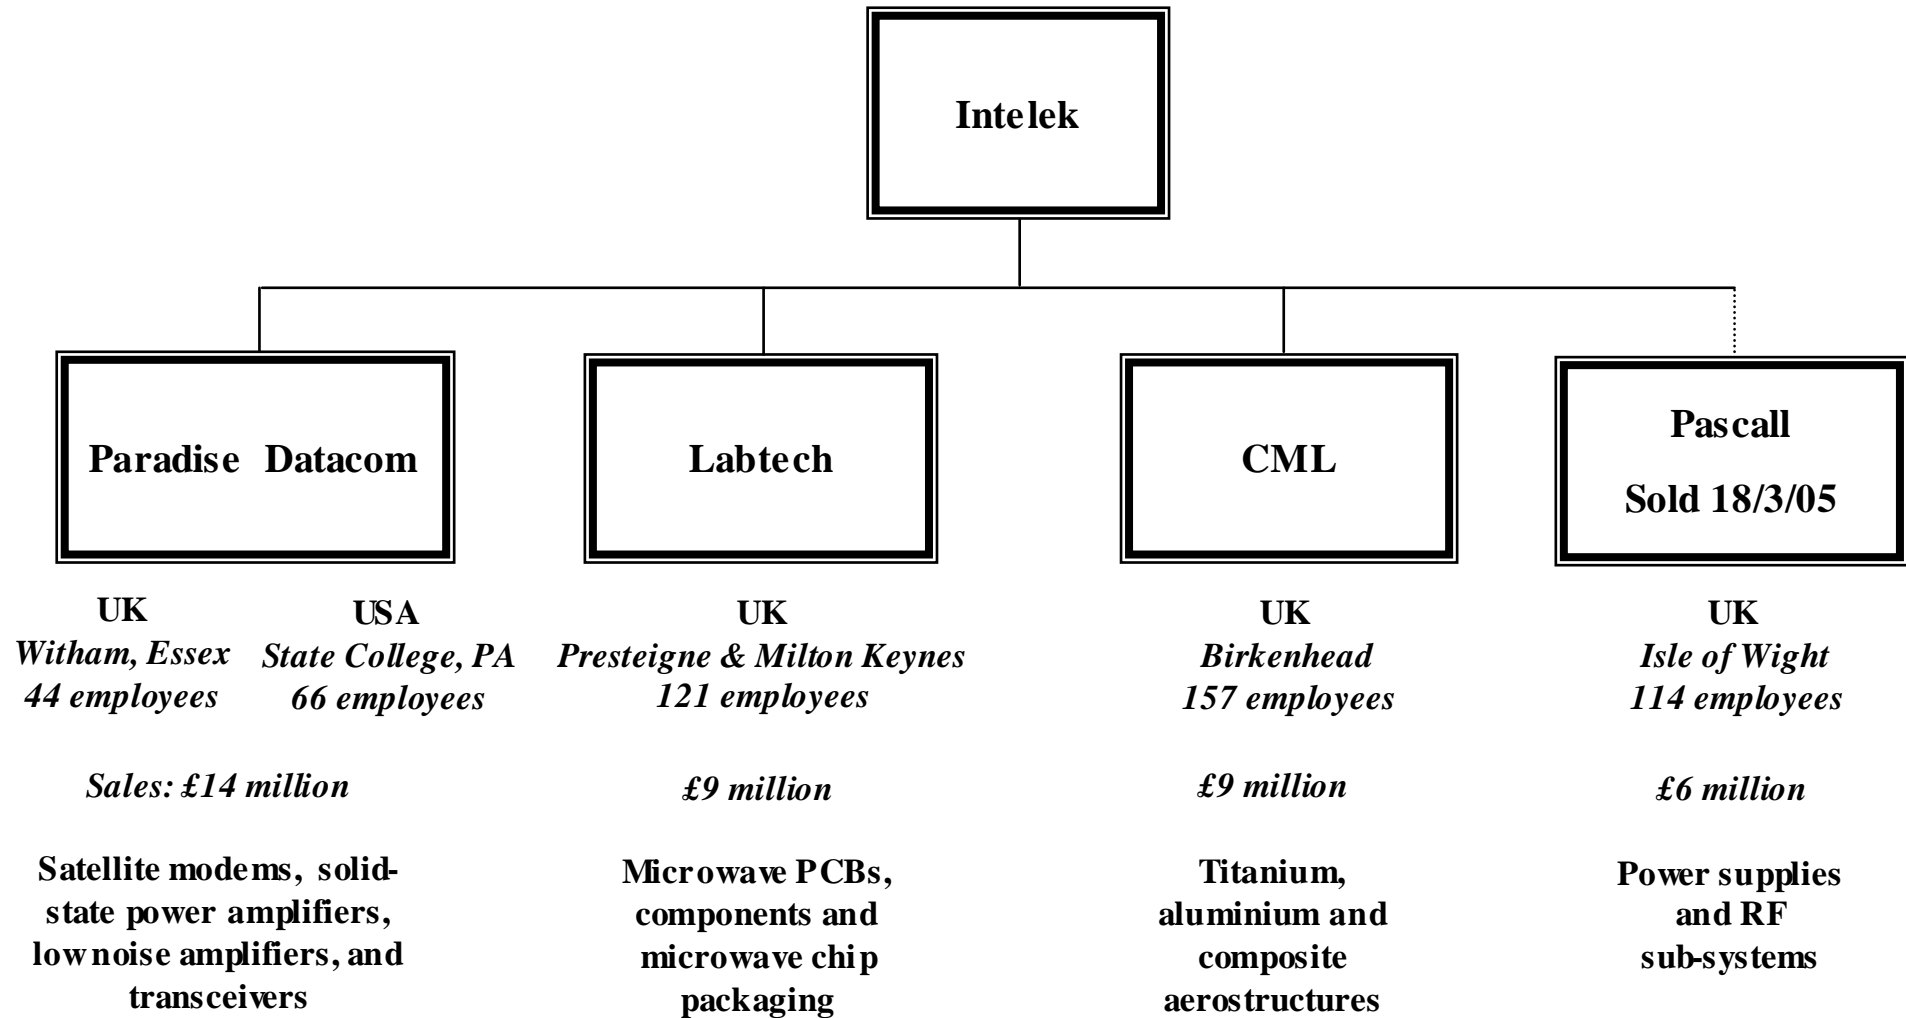 Intelek
Paradise Datacom
Labtech
CML
Pascall
Sold 18/3/05
UK
Witham, Essex
44 employees
USA
State College, PA
66 employees
Sales: £14 million
Satellite modems, solid-
state power amplifiers,
low noise amplifiers, and
transceivers
UK
Presteigne & Milton Keynes
121 employees
£9 million
Microwave PCBs,
components and
microwave chip
packaging
UK
Birkenhead
157 employees
£9 million
Titanium,
aluminium and
composite
aerostructures
UK
Isle of Wight
114 employees
£6 million
Power supplies
and RF
sub-systems